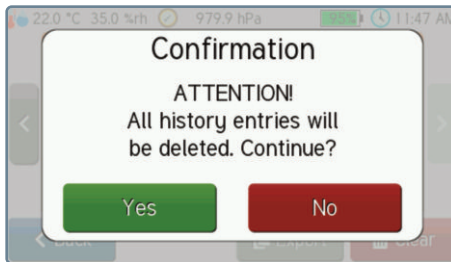 22.0 °C 35.0 %rh 979.9 hPa 95% 11:47 AM
Confirmation
ATTENTION!
All history entries will
be deleted. Continue?
Yes No
Back Export Clear